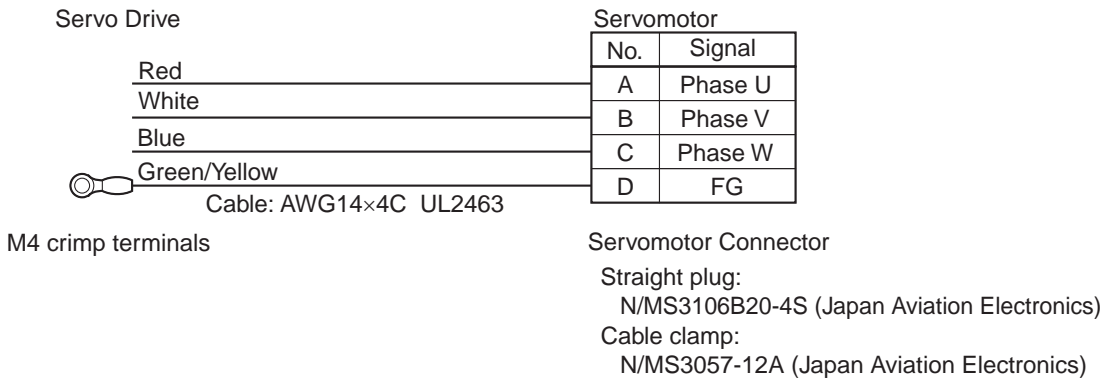 Servo Drive
Servomotor
No. Signal
Red
A Phase U
White
B Phase V
Blue
C Phase W
Green/Yellow
D FG
Cable: AWG14×4C UL2463
M4 crimp terminals
Servomotor Connector
Straight plug:
N/MS3106B20-4S (Japan Aviation Electronics)
Cable clamp:
N/MS3057-12A (Japan Aviation Electronics)